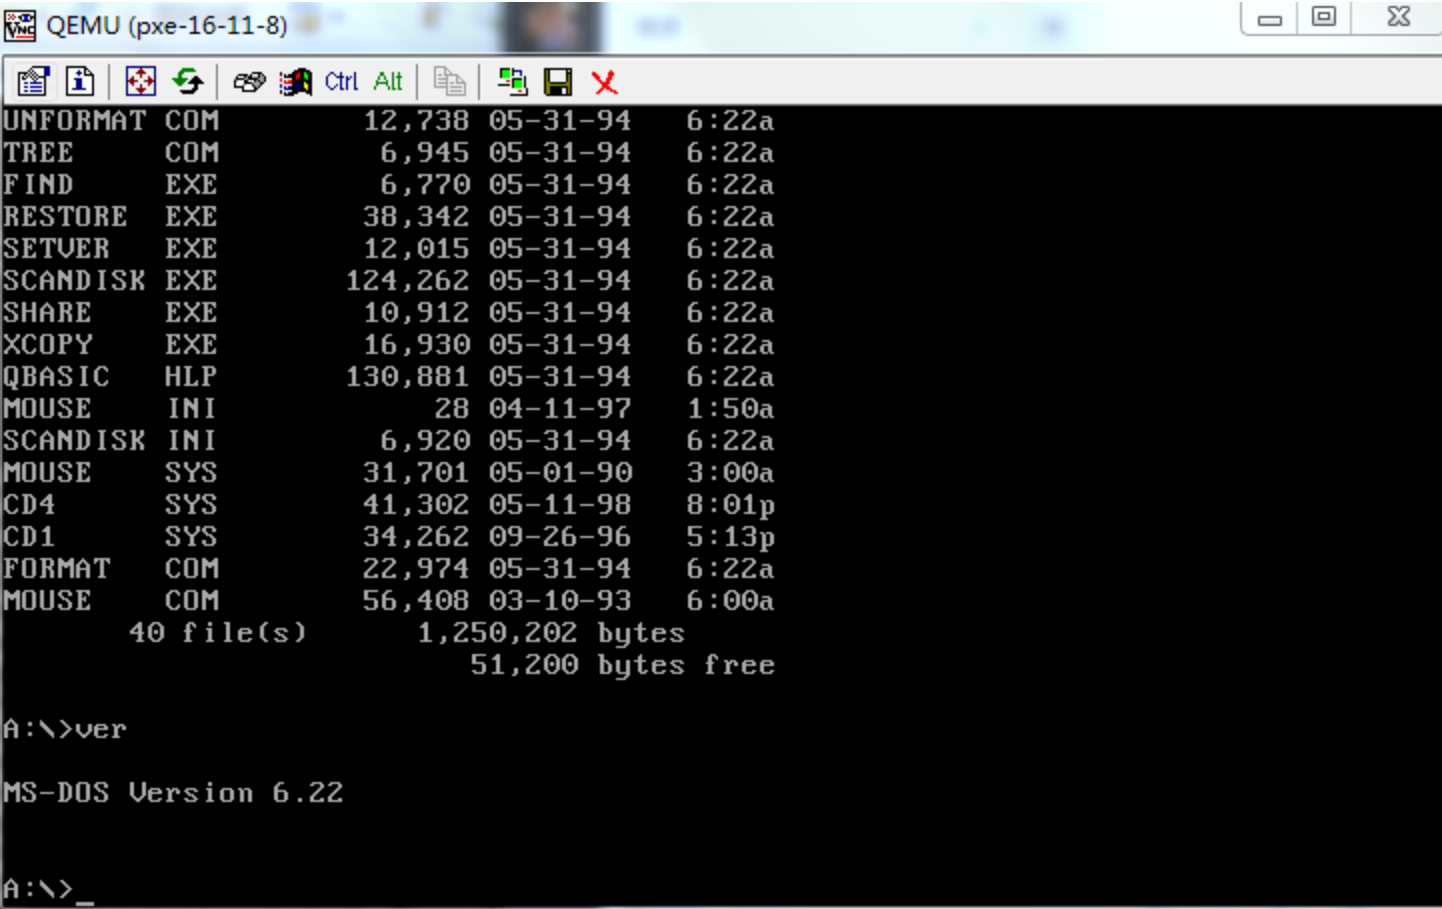 QEMU (pxe-16-11-8)
Ctrl Alt
UNFORMAT COM 12,738 05-31-94 6:22a
TREE COM 6,945 05-31-94 6:22a
FIND EXE 6,770 05-31-94 6:22a
RESTORE EXE 38,342 05-31-94 6:22a
SETVER EXE 12,015 05-31-94 6:22a
SCANDISK EXE 124,262 05-31-94 6:22a
SHARE EXE 10,912 05-31-94 6:22a
XCOPY EXE 16,930 05-31-94 6:22a
QBASIC HLP 130,881 05-31-94 6:22a
MOUSE INI 28 04-11-97 1:50a
SCANDISK INI 6,920 05-31-94 6:22a
MOUSE SYS 31,701 05-01-90 3:00a
CD4 SYS 41,302 05-11-98 8:01p
CD1 SYS 34,262 09-26-96 5:13p
FORMAT COM 22,974 05-31-94 6:22a
MOUSE COM 56,408 03-10-93 6:00a
40 file(s) 1,250,202 bytes
51,200 bytes free
A:\>ver
MS-DOS Version 6.22
A:\>_